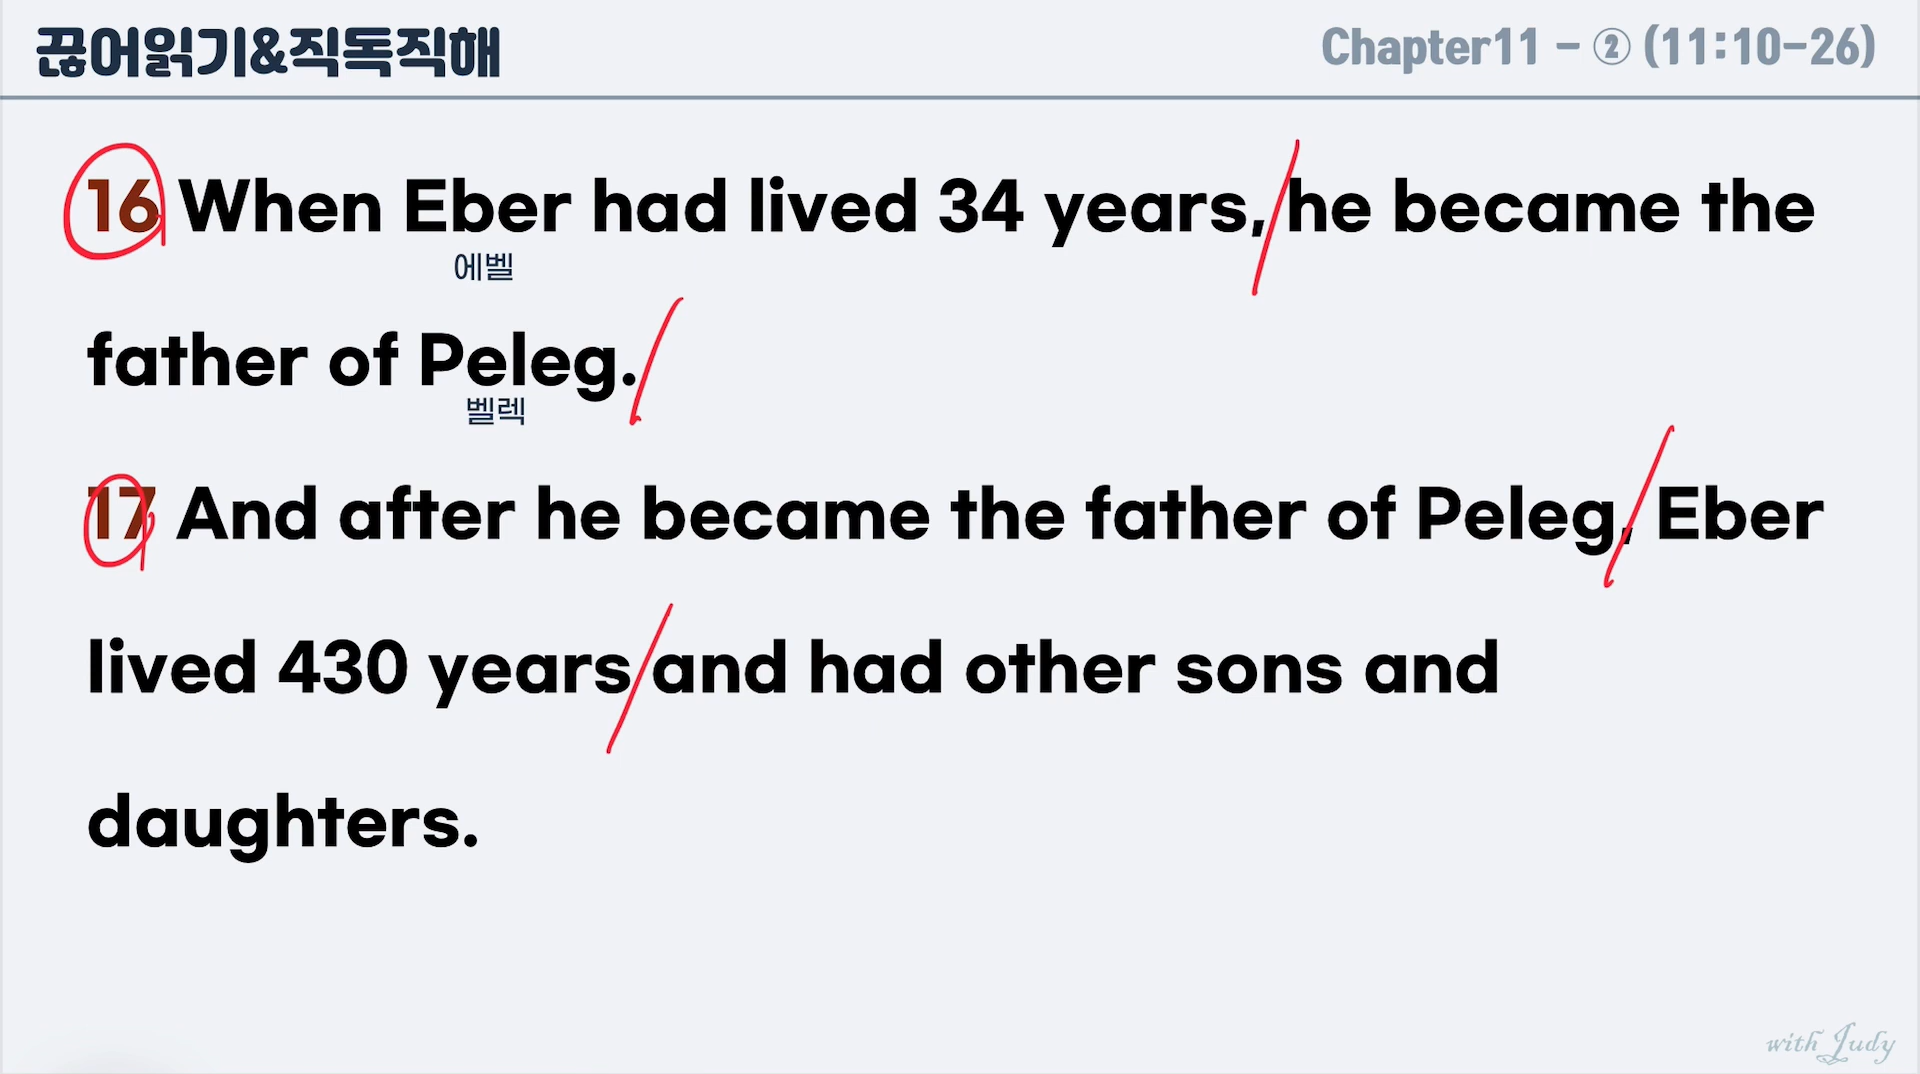 끊어읽기&직독직해
Chapter11 - ② (11:10-26)
16 When Eber had lived 34 years, he became the
에벨
father of Peleg.
벨렉
17 And after he became the father of Peleg, Eber
lived 430 years and had other sons and
daughters.
with Judy